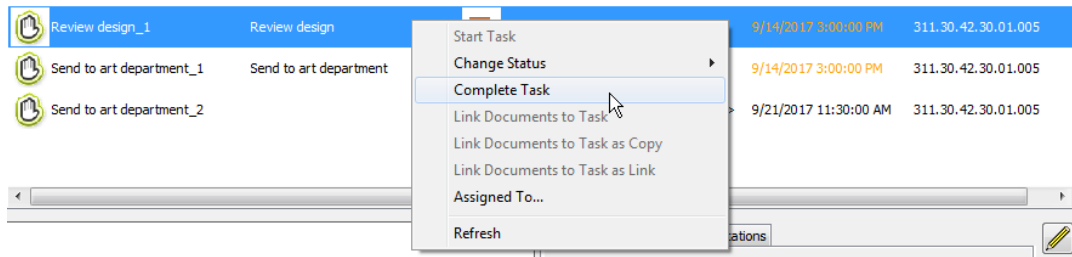 Review design_1 Review design 9/14/2017 3:00:00 PM 311.30.42.30.01.005
Start Task
Change Status
Send to art department_1 Send to art department 9/14/2017 3:00:00 PM 311.30.42.30.01.005
Complete Task
Send to art department_2 9/21/2017 11:30:00 AM 311.30.42.30.01.005
Link Documents to Task
Link Documents to Task as Copy
Link Documents to Task as Link
Assigned To...
Refresh